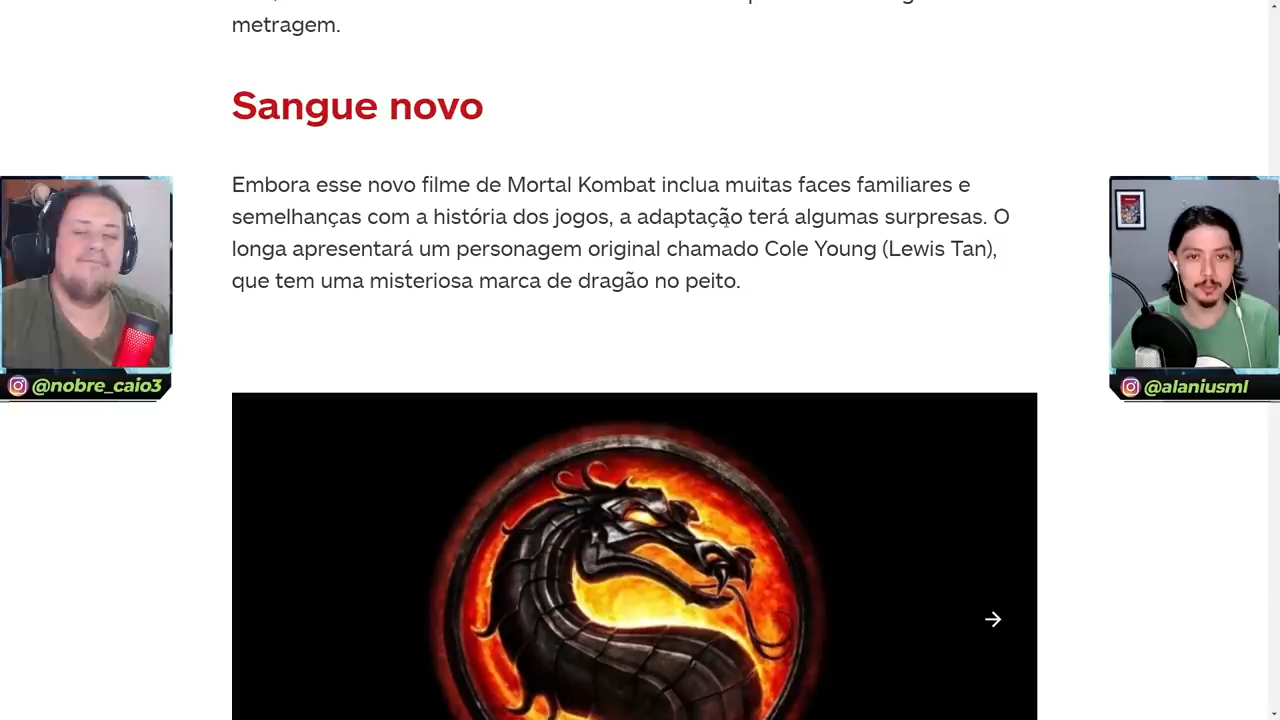 metragem.
Sangue novo
Embora esse novo filme de Mortal Kombat inclua muitas faces familiares e
semelhanças com a história dos jogos, a adaptação terá algumas surpresas. O
longa apresentará um personagem original chamado Cole Young (Lewis Tan),
que tem uma misteriosa marca de dragão no peito.
@nobre_caio3
@alaniusml